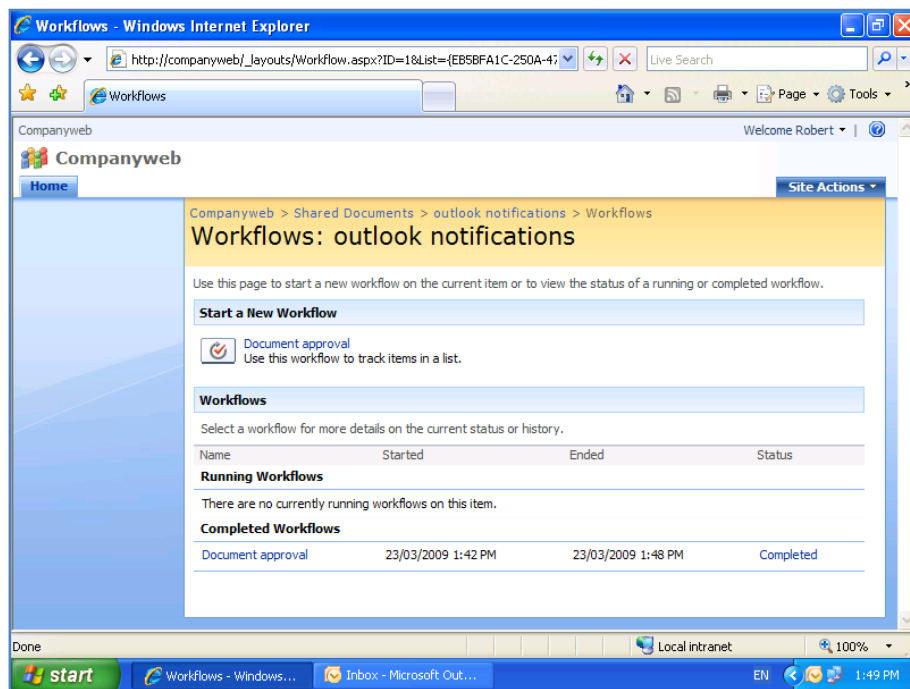 Workflows - Windows Internet Explorer
http://companyweb/_layouts/Workflow.aspx?ID=1&List={EB5BFA1C-250A-47
Live Search
Workflows
Page
Tools
Companyweb
Welcome Robert
Companyweb
Home
Site Actions
Companyweb > Shared Documents > outlook notifications > Workflows
Workflows: outlook notifications
Use this page to start a new workflow on the current item or to view the status of a running or completed workflow.
Start a New Workflow
Document approval
Use this workflow to track items in a list.
Workflows
Select a workflow for more details on the current status or history.
Name Started Ended Status
Running Workflows
There are no currently running workflows on this item.
Completed Workflows
Document approval 23/03/2009 1:42 PM 23/03/2009 1:48 PM Completed
Done Local intranet 100%
start Workflows - Windows... Inbox - Microsoft Out... EN 1:49 PM